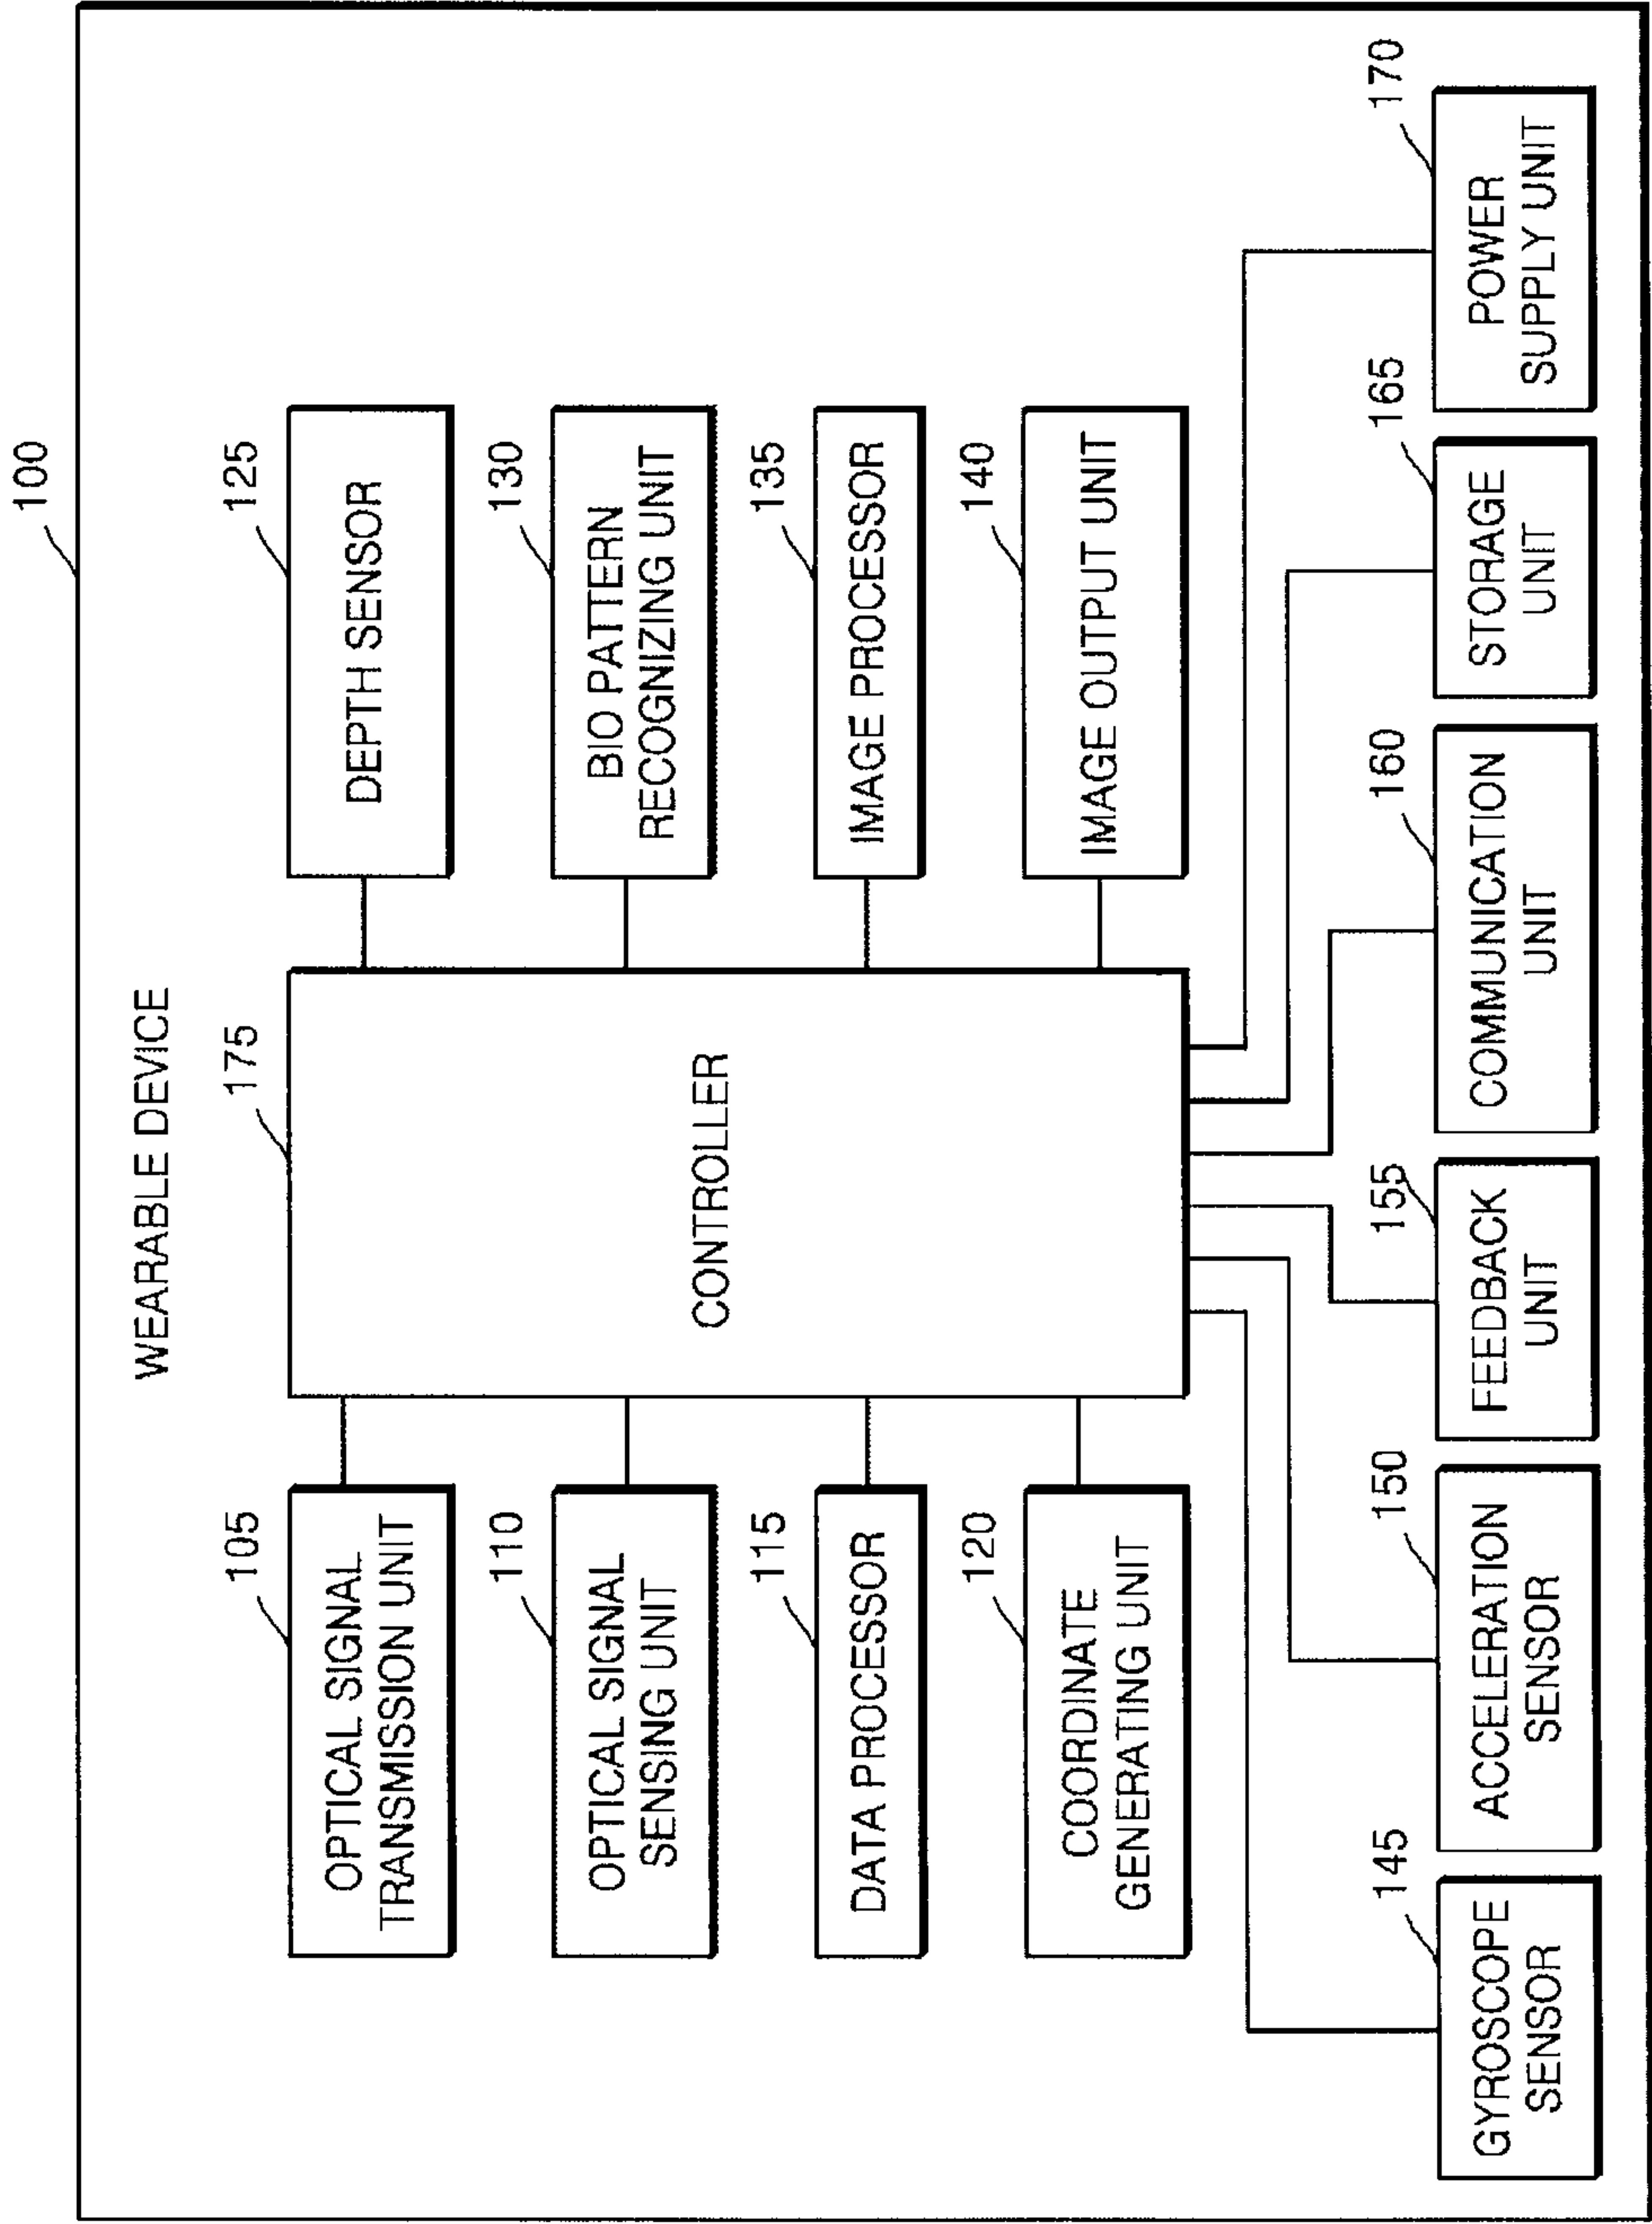 100
WEARABLE DEVICE
105
OPTICAL SIGNAL
TRANSMISSION UNIT
110
OPTICAL SIGNAL
SENSING UNIT
115
DATA PROCESSOR
120
COORDINATE
GENERATING UNIT
175
CONTROLLER
125
DEPTH SENSOR
130
BIO PATTERN
RECOGNIZING UNIT
135
IMAGE PROCESSOR
140
IMAGE OUTPUT UNIT
145
GYROSCOPE
SENSOR
150
ACCELERATION
SENSOR
155
FEEDBACK
UNIT
160
COMMUNICATION
UNIT
165
STORAGE
UNIT
170
POWER
SUPPLY UNIT